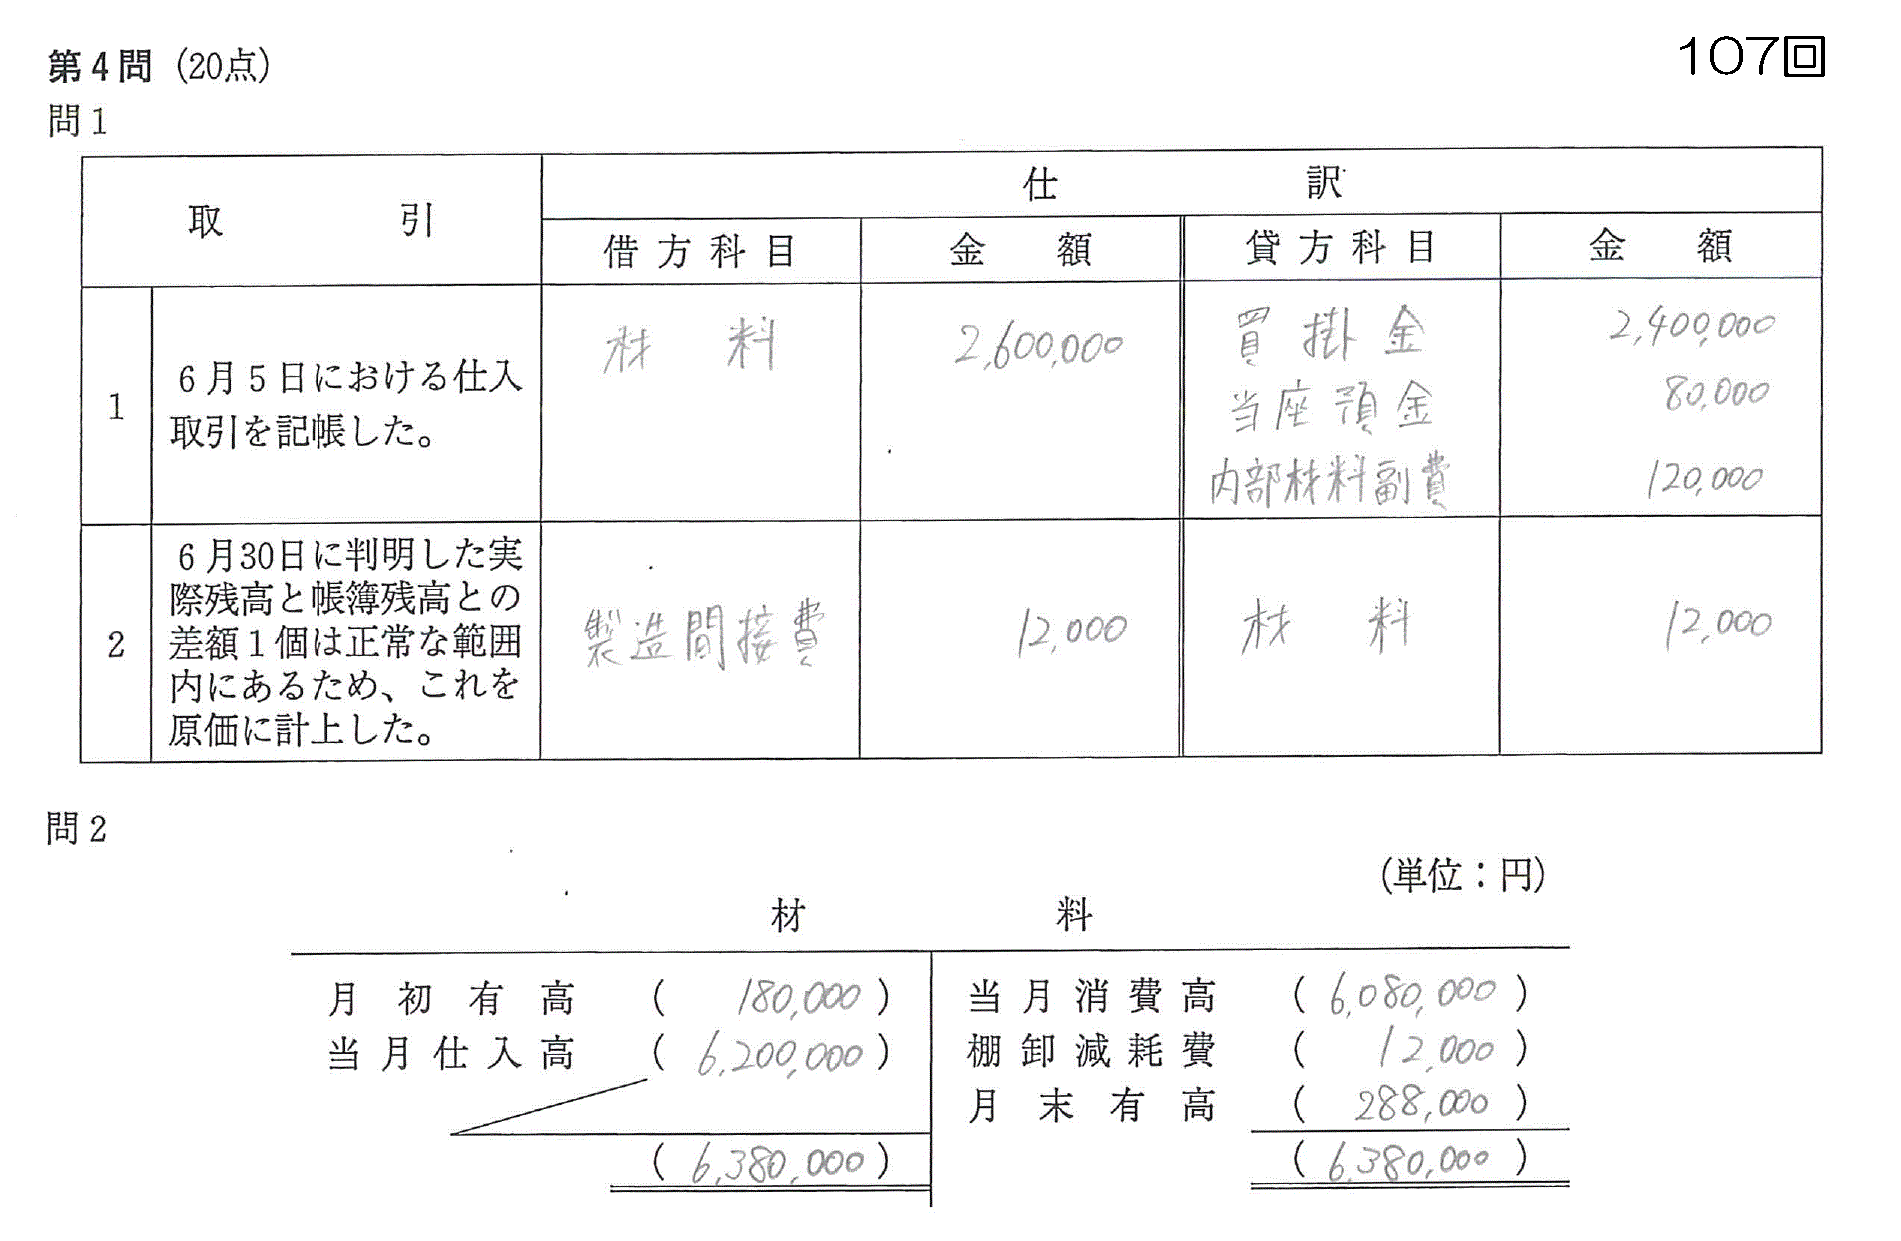 第4問（20点）
107回
問1
取引
仕訳
借方科目 金額 貸方科目 金額
1
6月5日における仕入
取引を記帳した。
材料 2,600,000 買掛金 2,400,000
当座預金 80,000
内部材料副費 120,000
2
6月30日に判明した実
際残高と帳簿残高との
差額1個は正常な範囲
内にあるため、これを
原価に計上した。
製造間接費 12,000 材料 12,000
問2
（単位：円）
材料
月初有高 （ 180,000 ） 当月消費高 （ 6,080,000 ）
当月仕入高 （ 6,200,000 ） 棚卸減耗費 （ 12,000 ）
月末有高 （ 288,000 ）
（ 6,380,000 ） （ 6,380,000 ）